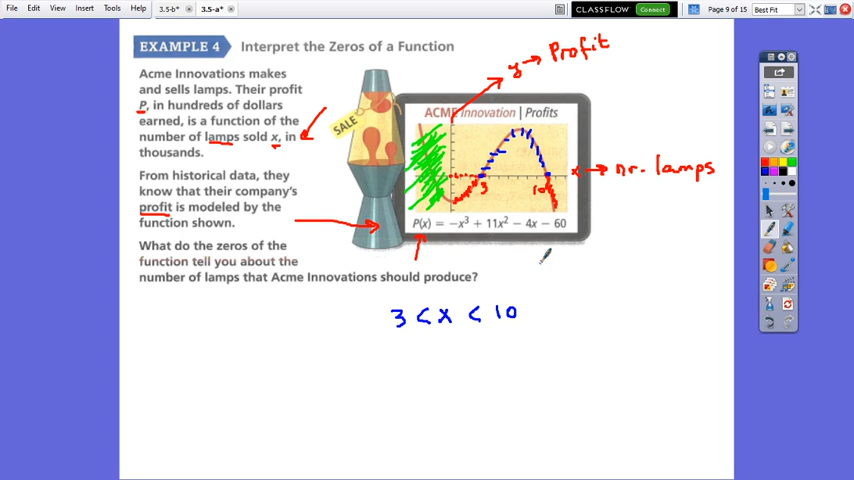 File Edit View Insert Tools Help
3.5-b*
3.5-a*
CLASSFLOW Connect
Page 9 of 15
Best Fit
EXAMPLE 4 Interpret the Zeros of a Function
Acme Innovations makes
and sells lamps. Their profit
P, in hundreds of dollars
earned, is a function of the
number of lamps sold x, in
thousands.
From historical data, they
know that their company's
profit is modeled by the
function shown.
What do the zeros of the
function tell you about the
number of lamps that Acme Innovations should produce?
SALE
ACME Innovation | Profits
y → Profit
x → nr. lamps
3
10
P(x) = −x³ + 11x² − 4x − 60
3 < x < 10